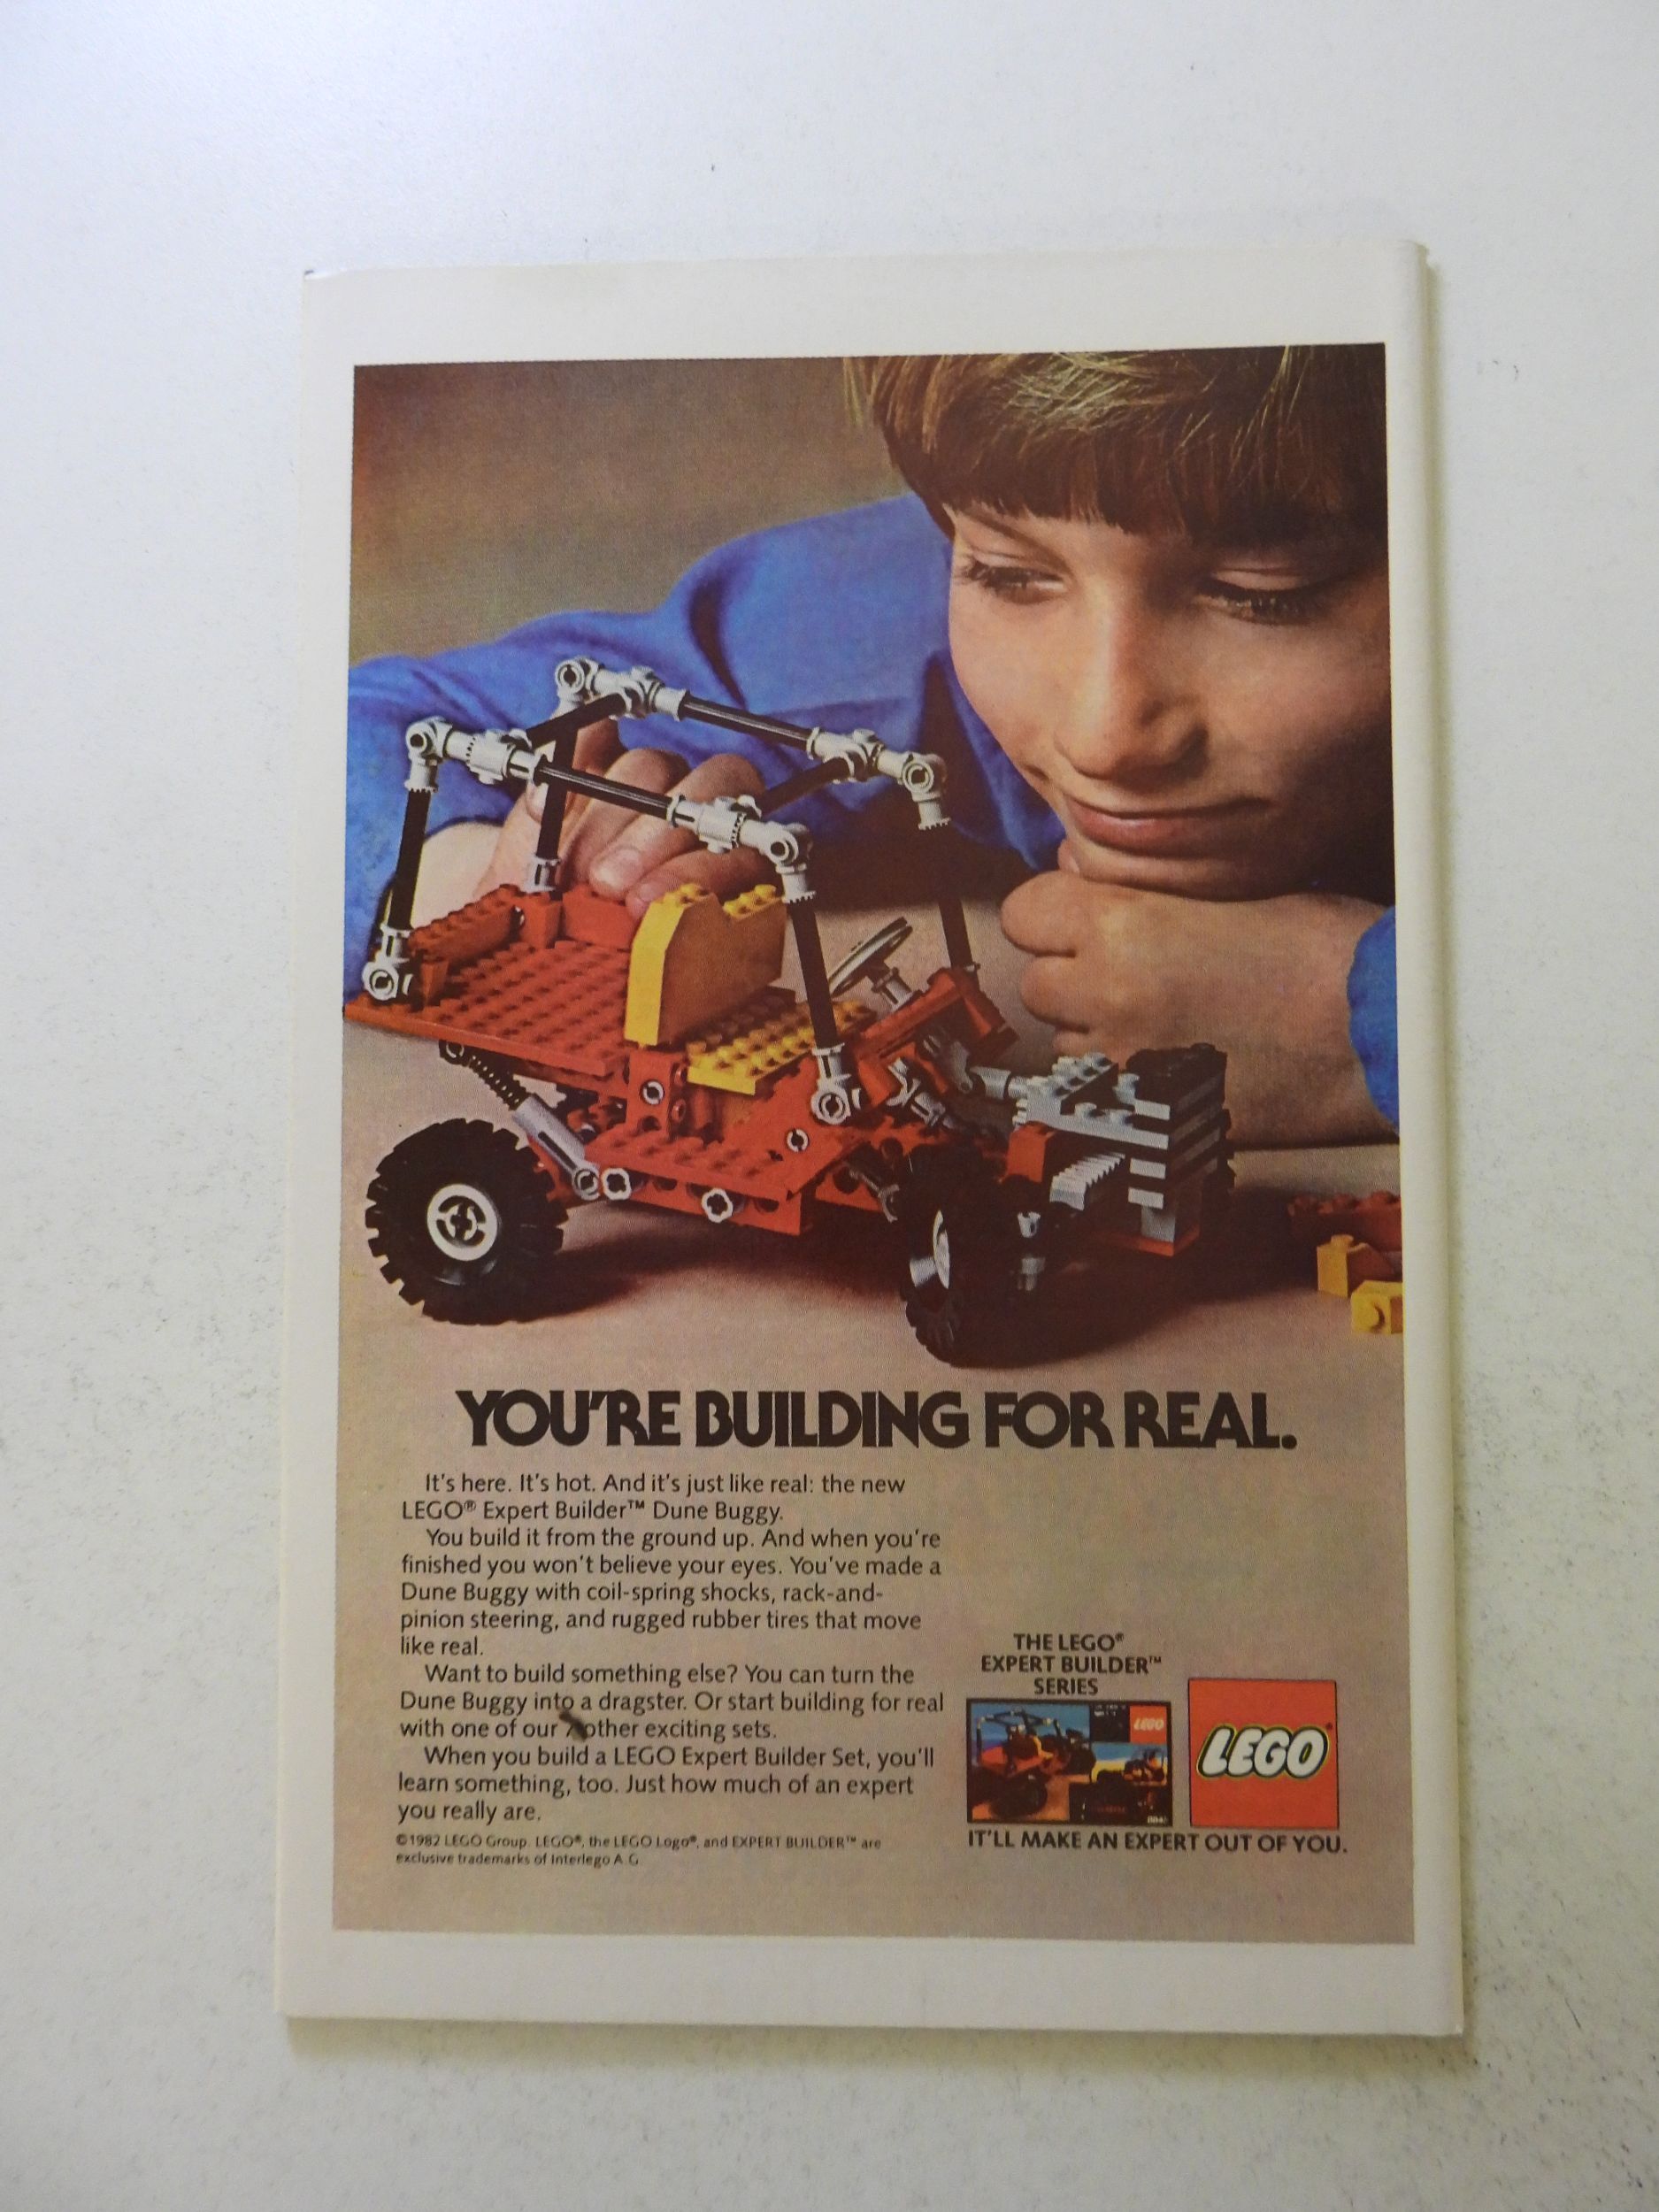 YOU'RE BUILDING FOR REAL.
It's here. It's hot. And it's just like real: the new
LEGO® Expert Builder™ Dune Buggy.
You build it from the ground up. And when you're
finished you won't believe your eyes. You've made a
Dune Buggy with coil-spring shocks, rack-and-
pinion steering, and rugged rubber tires that move
like real.
Want to build something else? You can turn the
Dune Buggy into a dragster. Or start building for real
with one of our other exciting sets.
When you build a LEGO Expert Builder Set, you'll
learn something, too. Just how much of an expert
you really are.
©1982 LEGO Group. LEGO®, the LEGO Logo®, and EXPERT BUILDER™ are
exclusive trademarks of Interlego A.G.
THE LEGO®
EXPERT BUILDER™
SERIES
LEGO
LEGO®
IT'LL MAKE AN EXPERT OUT OF YOU.